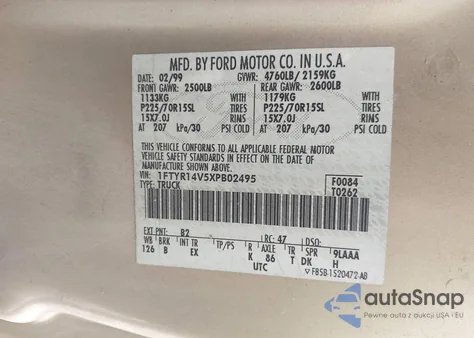 MFD. BY FORD MOTOR CO. IN U.S.A.
DATE: 02/99 GVWR: 4760LB/ 2159KG
FRONT GAWR: 2500LB REAR GAWR: 2600LB
1133KG WITH 1179KG WITH
P225/70R15SL TIRES P225/70R15SL TIRES
15X7.0J RIMS 15X7.0J RIMS
AT 207 kPa/30 PSI COLD AT 207 kPa/30 PSI COLD
THIS VEHICLE CONFORMS TO ALL APPLICABLE FEDERAL MOTOR
VEHICLE SAFETY STANDARDS IN EFFECT ON THE DATE OF
MANUFACTURE SHOWN ABOVE.
VIN: 1FTYR14V5XPB02495 F0084
TYPE: TRUCK T0262
EXT PNT: B2 RC: 47 DSO:
WB BRK INT TR TP/PS R AXLE TR SPR 9LAAA
126 B EX K 86 T DK H
UTC
F85B-1520472-AB
autoSnap
Pewne auto z aukcji USA i EU